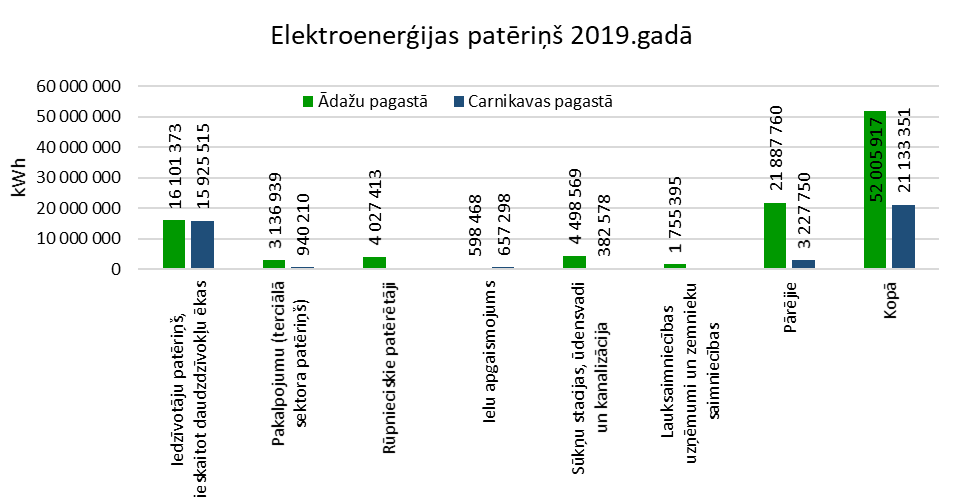 Elektroenerģijas patēriņš 2019.gadā
kWh
60 000 000
50 000 000
40 000 000
30 000 000
20 000 000
10 000 000
0
Ādažu pagastā
Carnikavas pagastā
16 101 373
15 925 515
3 136 939
940 210
4 027 413
598 468
657 298
4 498 569
382 578
1 755 395
21 887 760
3 227 750
52 005 917
21 133 351
Iedzīvotāju patēriņš,
ieskaitot daudzdzīvokļu ēkas
Pakalpojumu (terciālā
sektora patēriņš)
Rūpnieciskie patērētāji
Ielu apgaismojums
Sūkņu stacijas, ūdensvadi
un kanalizācija
Lauksaimniecības
uzņēmumi un zemnieku
saimniecības
Pārējie
Kopā